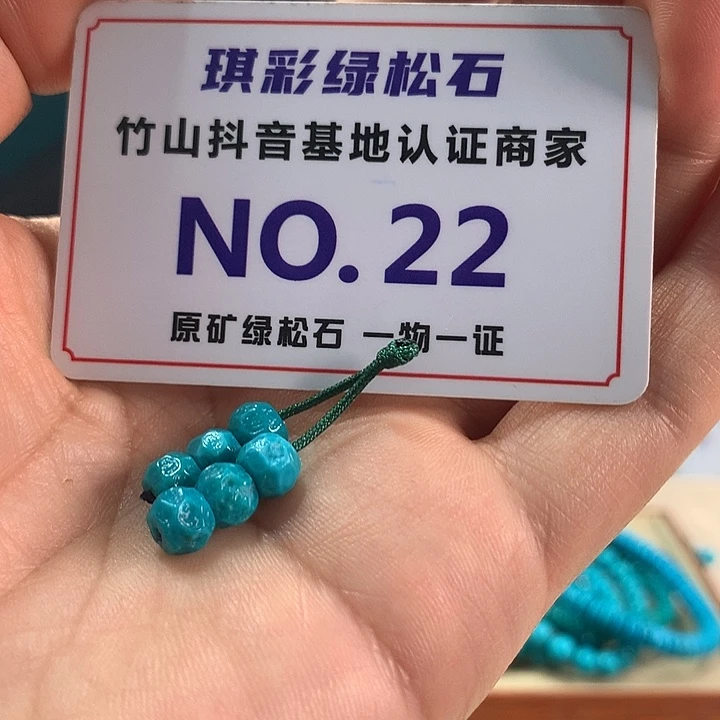 琪彩绿松石
竹山抖音基地认证商家
NO. 22
原矿绿松石 一物一证